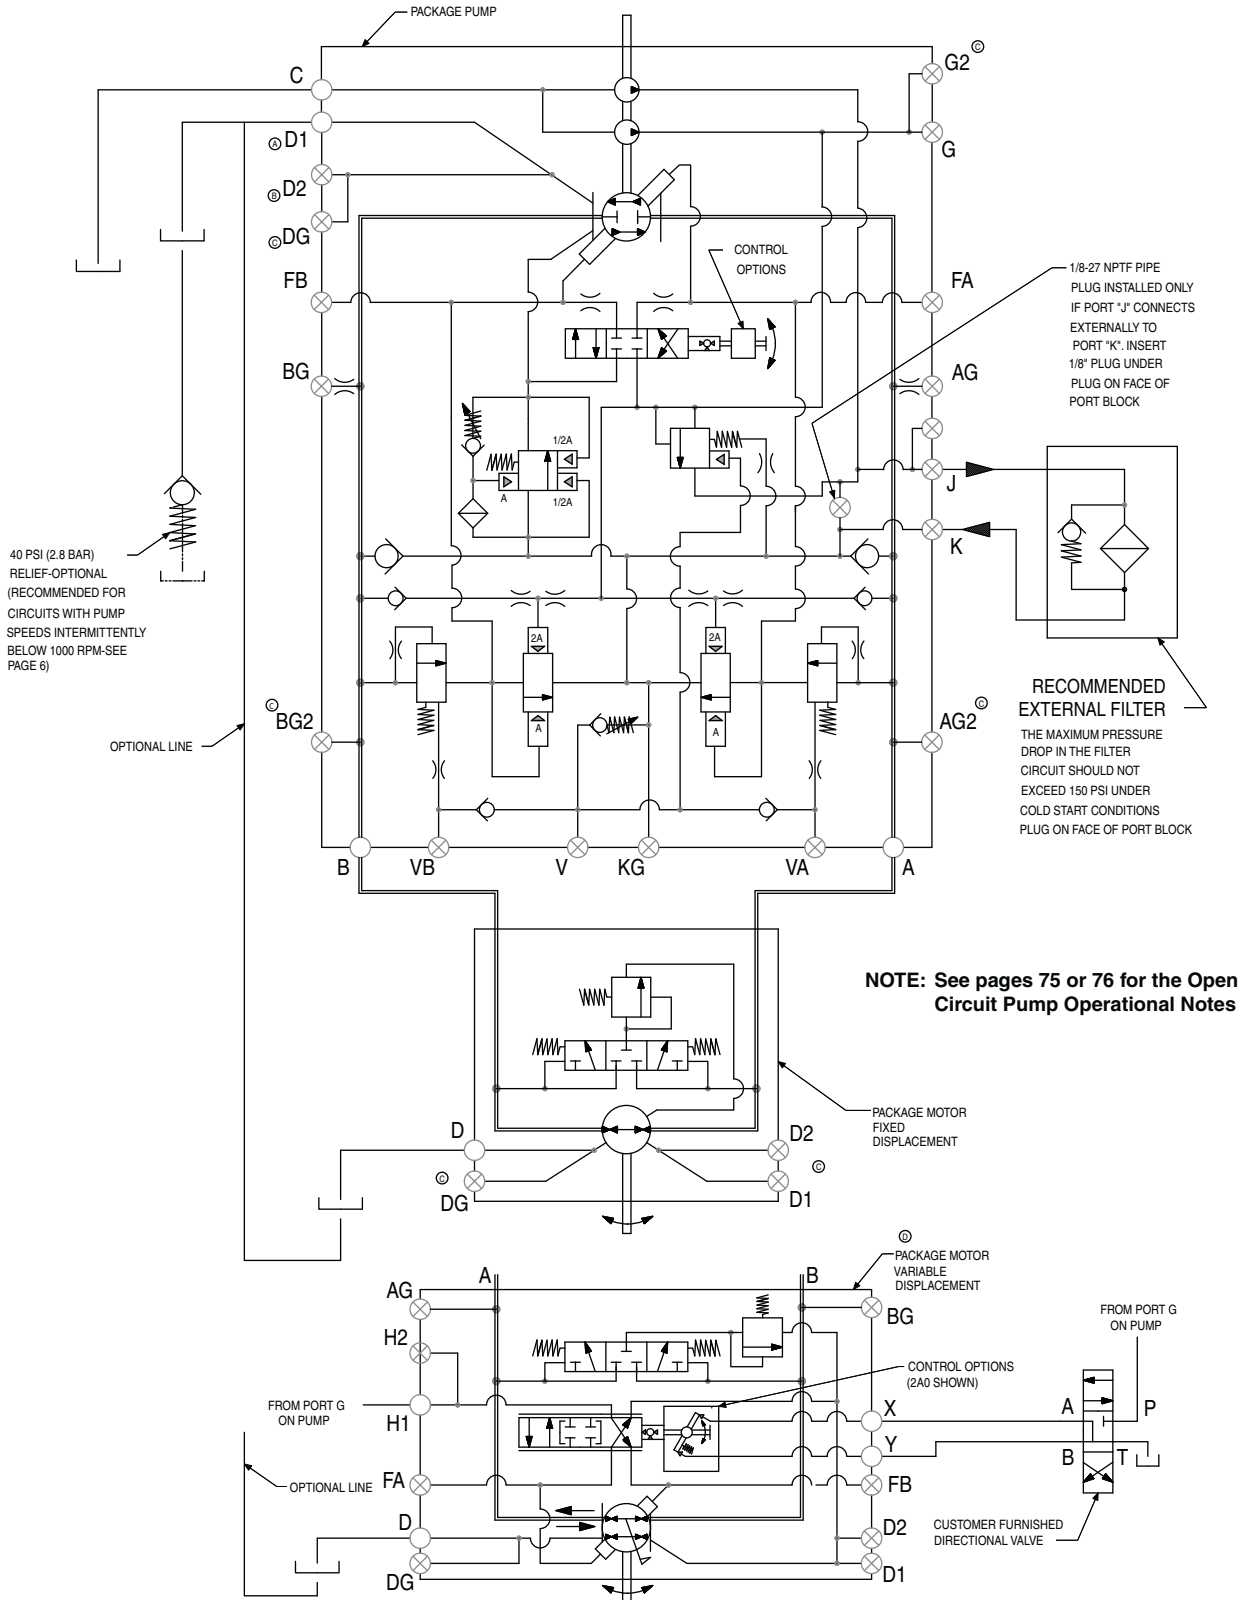 PACKAGE PUMP
C
G2 Ⓒ
Ⓐ D1
G
Ⓑ D2
Ⓒ DG
CONTROL
OPTIONS
FB
FA
1/8-27 NPTF PIPE
PLUG INSTALLED ONLY
IF PORT "J" CONNECTS
EXTERNALLY TO
PORT "K". INSERT
1/8" PLUG UNDER
PLUG ON FACE OF
PORT BLOCK
BG
AG
1/2A
A
1/2A
J
K
40 PSI (2.8 BAR)
RELIEF-OPTIONAL
(RECOMMENDED FOR
CIRCUITS WITH PUMP
SPEEDS INTERMITTENTLY
BELOW 1000 RPM-SEE
PAGE 6)
2A
2A
A
A
RECOMMENDED
EXTERNAL FILTER
THE MAXIMUM PRESSURE
DROP IN THE FILTER
CIRCUIT SHOULD NOT
EXCEED 150 PSI UNDER
COLD START CONDITIONS
PLUG ON FACE OF PORT BLOCK
Ⓒ
BG2
AG2 Ⓒ
OPTIONAL LINE
B
VB
V
KG
VA
A
NOTE: See pages 75 or 76 for the Open
Circuit Pump Operational Notes
PACKAGE MOTOR
FIXED
DISPLACEMENT
D
D2
Ⓒ
DG
Ⓒ
D1
Ⓓ
PACKAGE MOTOR
VARIABLE
DISPLACEMENT
A
B
AG
BG
H2
FROM PORT G
ON PUMP
CONTROL OPTIONS
(2A0 SHOWN)
FROM PORT G
ON PUMP
H1
X
A
P
Y
B
T
FA
FB
OPTIONAL LINE
D
D2
CUSTOMER FURNISHED
DIRECTIONAL VALVE
DG
D1